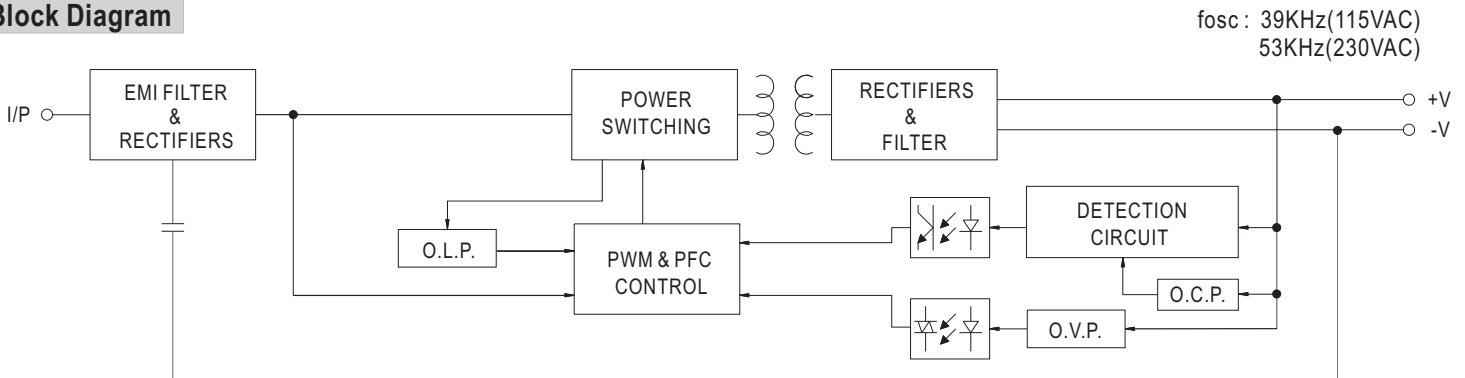 Block Diagram
fosc : 39KHz(115VAC)
53KHz(230VAC)
I/P
EMI FILTER
&
RECTIFIERS
POWER
SWITCHING
RECTIFIERS
&
FILTER
+V
-V
O.L.P.
PWM & PFC
CONTROL
DETECTION
CIRCUIT
O.C.P.
O.V.P.